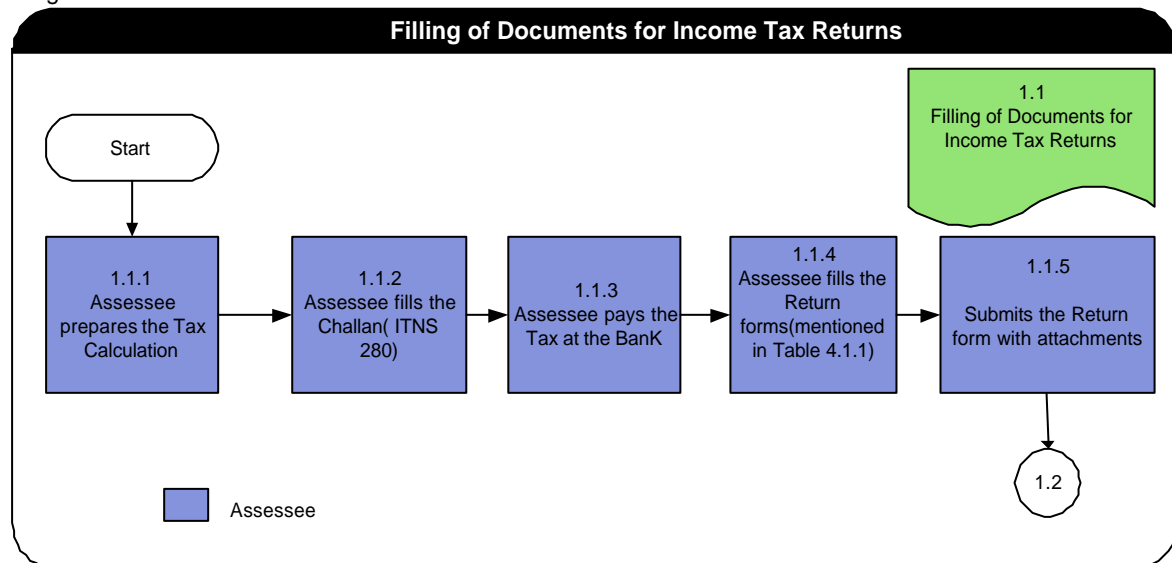 Filling of Documents for Income Tax Returns
1.1
Filling of Documents for
Income Tax Returns
Start
1.1.1
Assessee
prepares the Tax
Calculation
1.1.2
Assessee fills the
Challan( ITNS
280)
1.1.3
Assessee pays the
Tax at the BanK
1.1.4
Assessee fills the
Return
forms(mentioned
in Table 4.1.1)
1.1.5
Submits the Return
form with attachments
1.2
Assessee